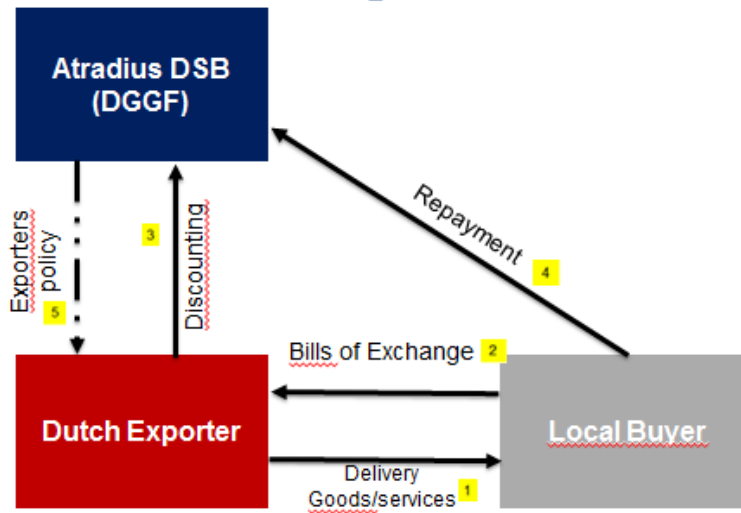 Atradius DSB
(DGGF)
Exporters
policy
5
3
Discounting
Repayment
4
Bills of Exchange 2
Dutch Exporter
Local Buyer
Delivery
Goods/services 1